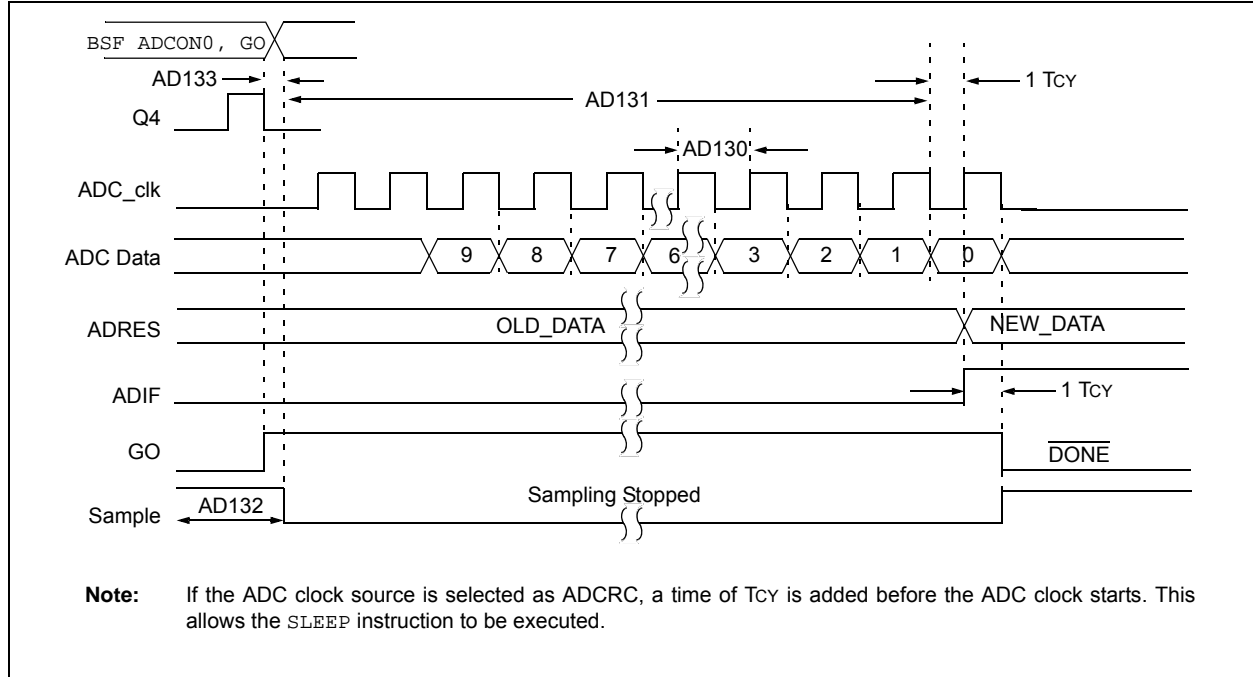 BSF ADCON0, GO
AD133
1 TCY
AD131
Q4
AD130
ADC_clk
ADC Data
9 8 7 6 3 2 1 0
ADRES
OLD_DATA
NEW_DATA
ADIF
1 TCY
GO
DONE
Sample
AD132
Sampling Stopped
Note: If the ADC clock source is selected as ADCRC, a time of TCY is added before the ADC clock starts. This
allows the SLEEP instruction to be executed.